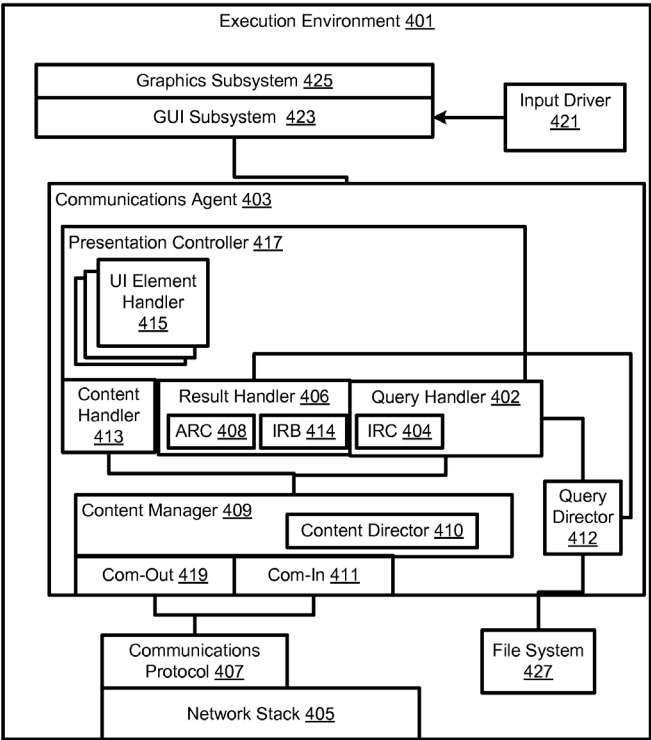 Execution Environment 401
Graphics Subsystem 425
GUI Subsystem 423
Input Driver
421
Communications Agent 403
Presentation Controller 417
UI Element
Handler
415
Content
Handler
413
Result Handler 406
ARC 408
IRB 414
Query Handler 402
IRC 404
Content Manager 409
Content Director 410
Query
Director
412
Com-Out 419
Com-In 411
Communications
Protocol 407
File System
427
Network Stack 405